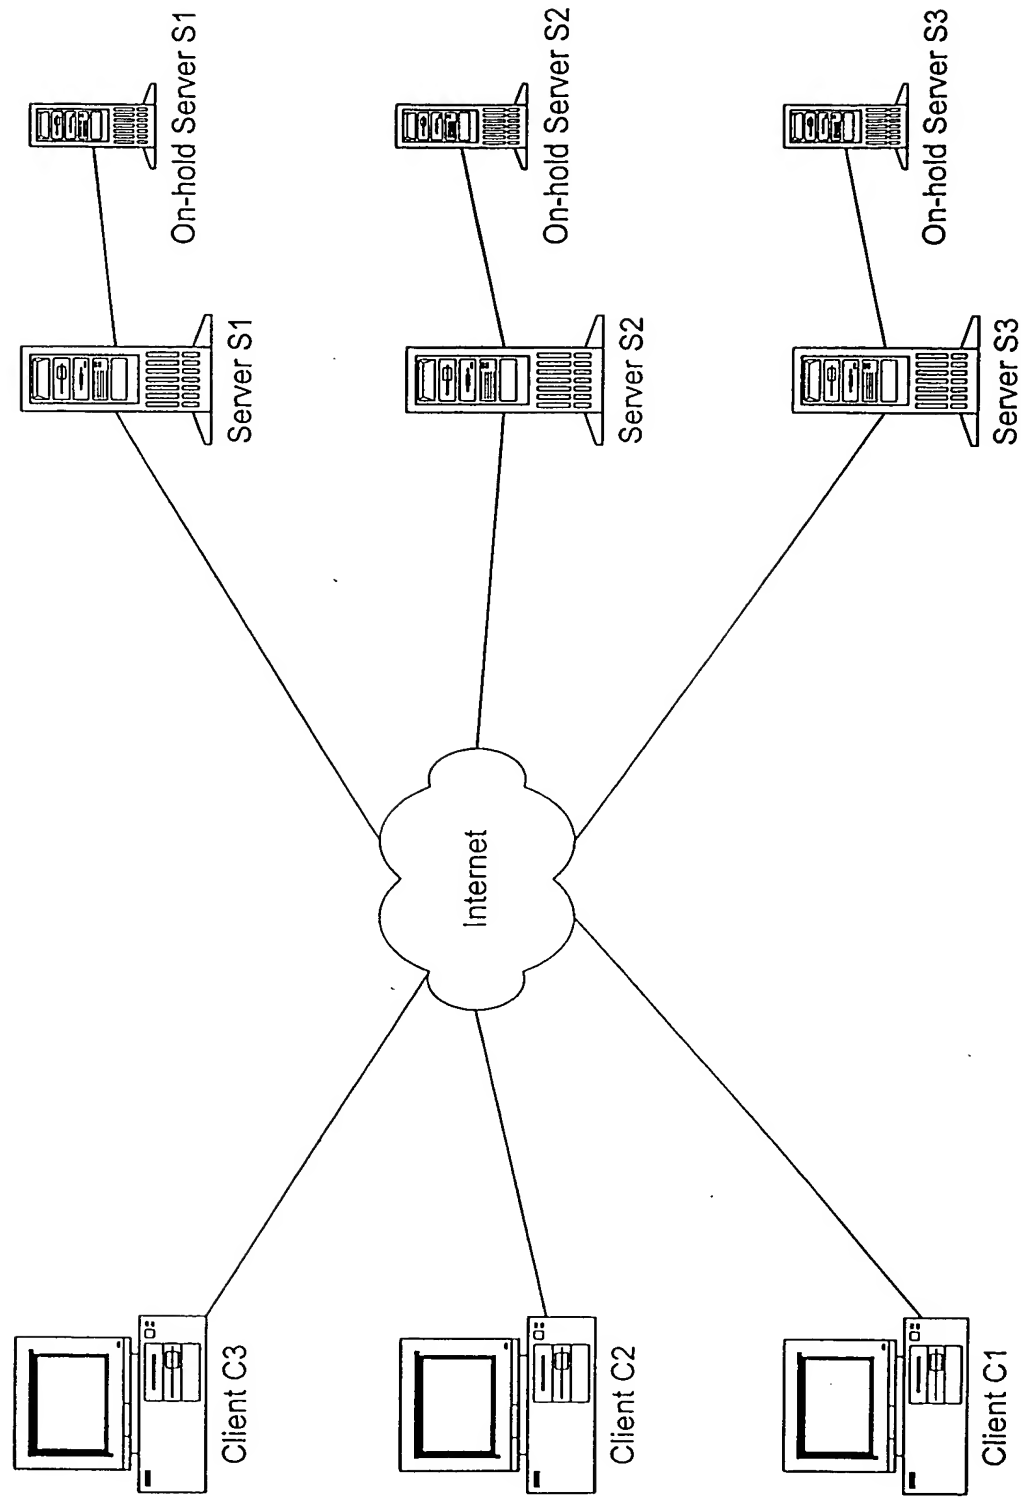 On-hold Server S1
On-hold Server S2
On-hold Server S3
Server S1
Server S2
Server S3
Internet
Client C3
Client C2
Client C1